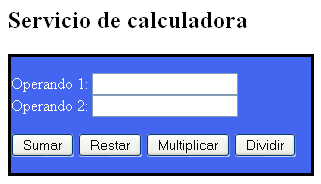 Servicio de calculadora
Operando 1:
Operando 2:
Sumar Restar Multiplicar Dividir